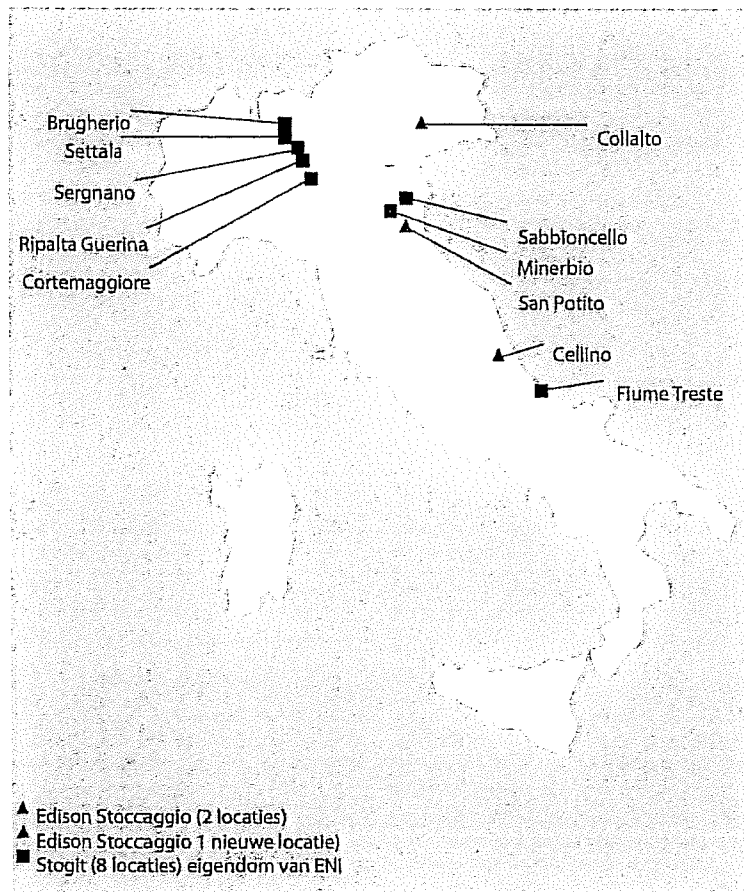 Brugherio
Settala
Sergnano
Ripalta Guerina
Cortemaggiore
Collalto
Sabbioncello
Minerbio
San Potito
Cellino
Fiume Treste
Edison Stoccaggio (2 locaties)
Edison Stoccaggio 1 nieuwe locatie)
Stogit (8 locaties) eigendom van ENI